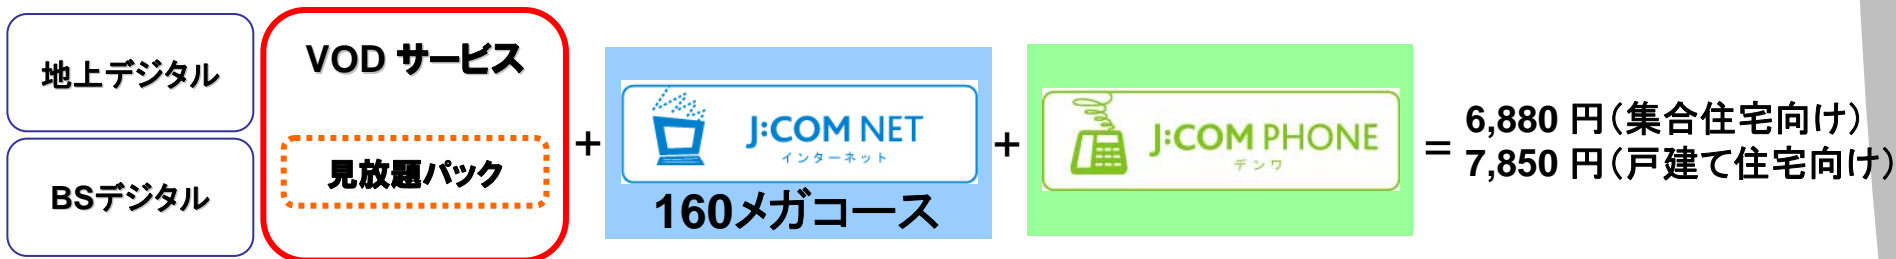 地上デジタル
BSデジタル
VOD サービス
見放題パック
+
J:COM NET
インターネット
160メガコース
+
J:COM PHONE
デンワ
=
6,880 円（集合住宅向け）
7,850 円（戸建て住宅向け）